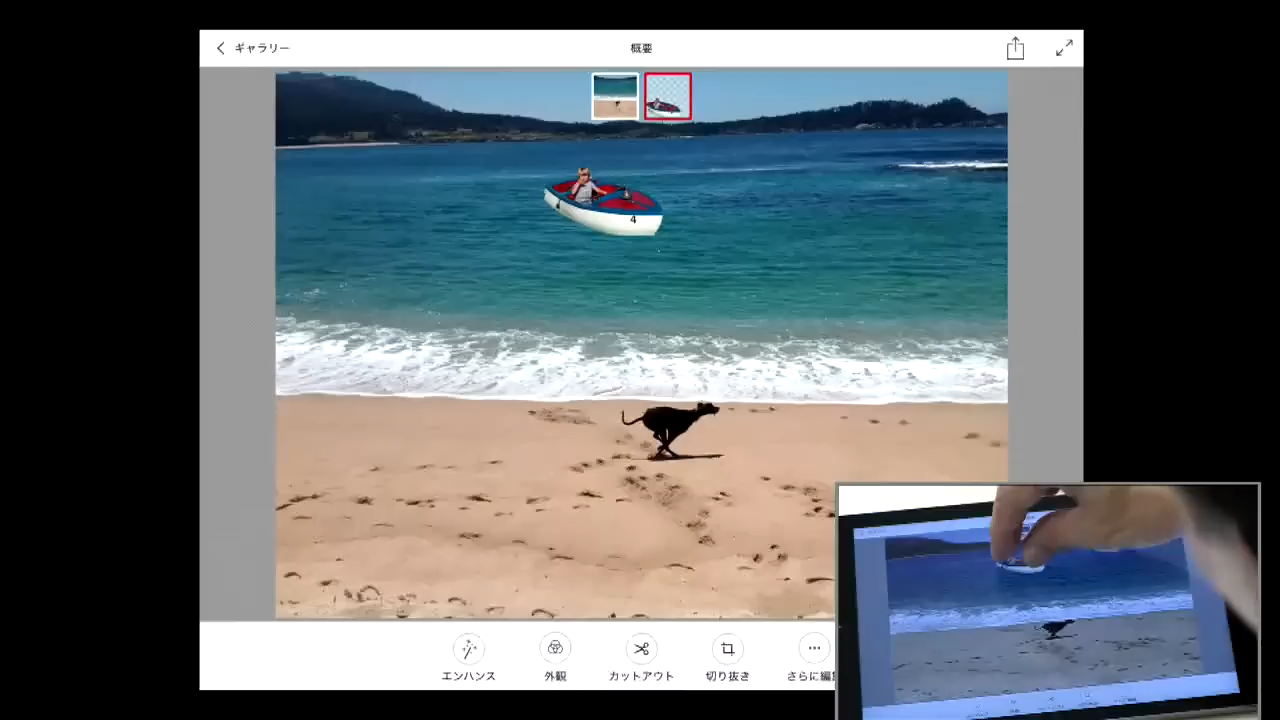 ギャラリー
概要
4
エンハンス
外観
カットアウト
切り抜き
さらに編